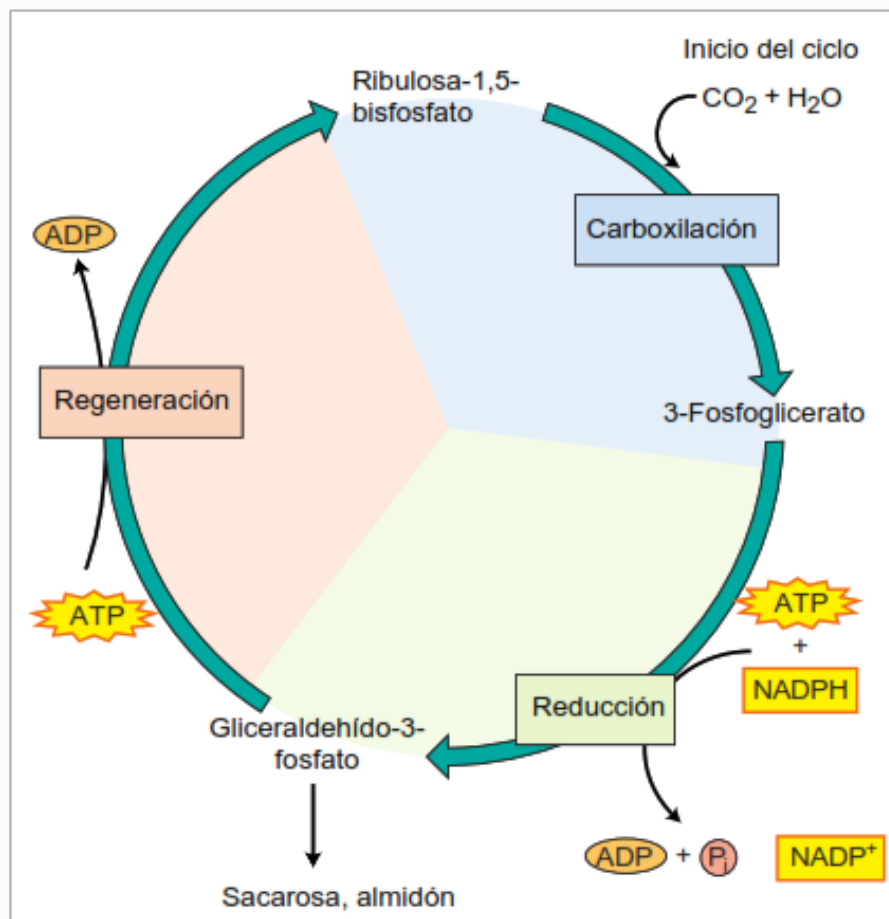 Inicio del ciclo
CO₂ + H₂O
Ribulosa-1,5-
bisfosfato
Carboxilación
3-Fosfoglicerato
ATP
+
NADPH
Reducción
ADP + Pi
NADP⁺
Gliceraldehído-3-
fosfato
Sacarosa, almidón
ATP
Regeneración
ADP